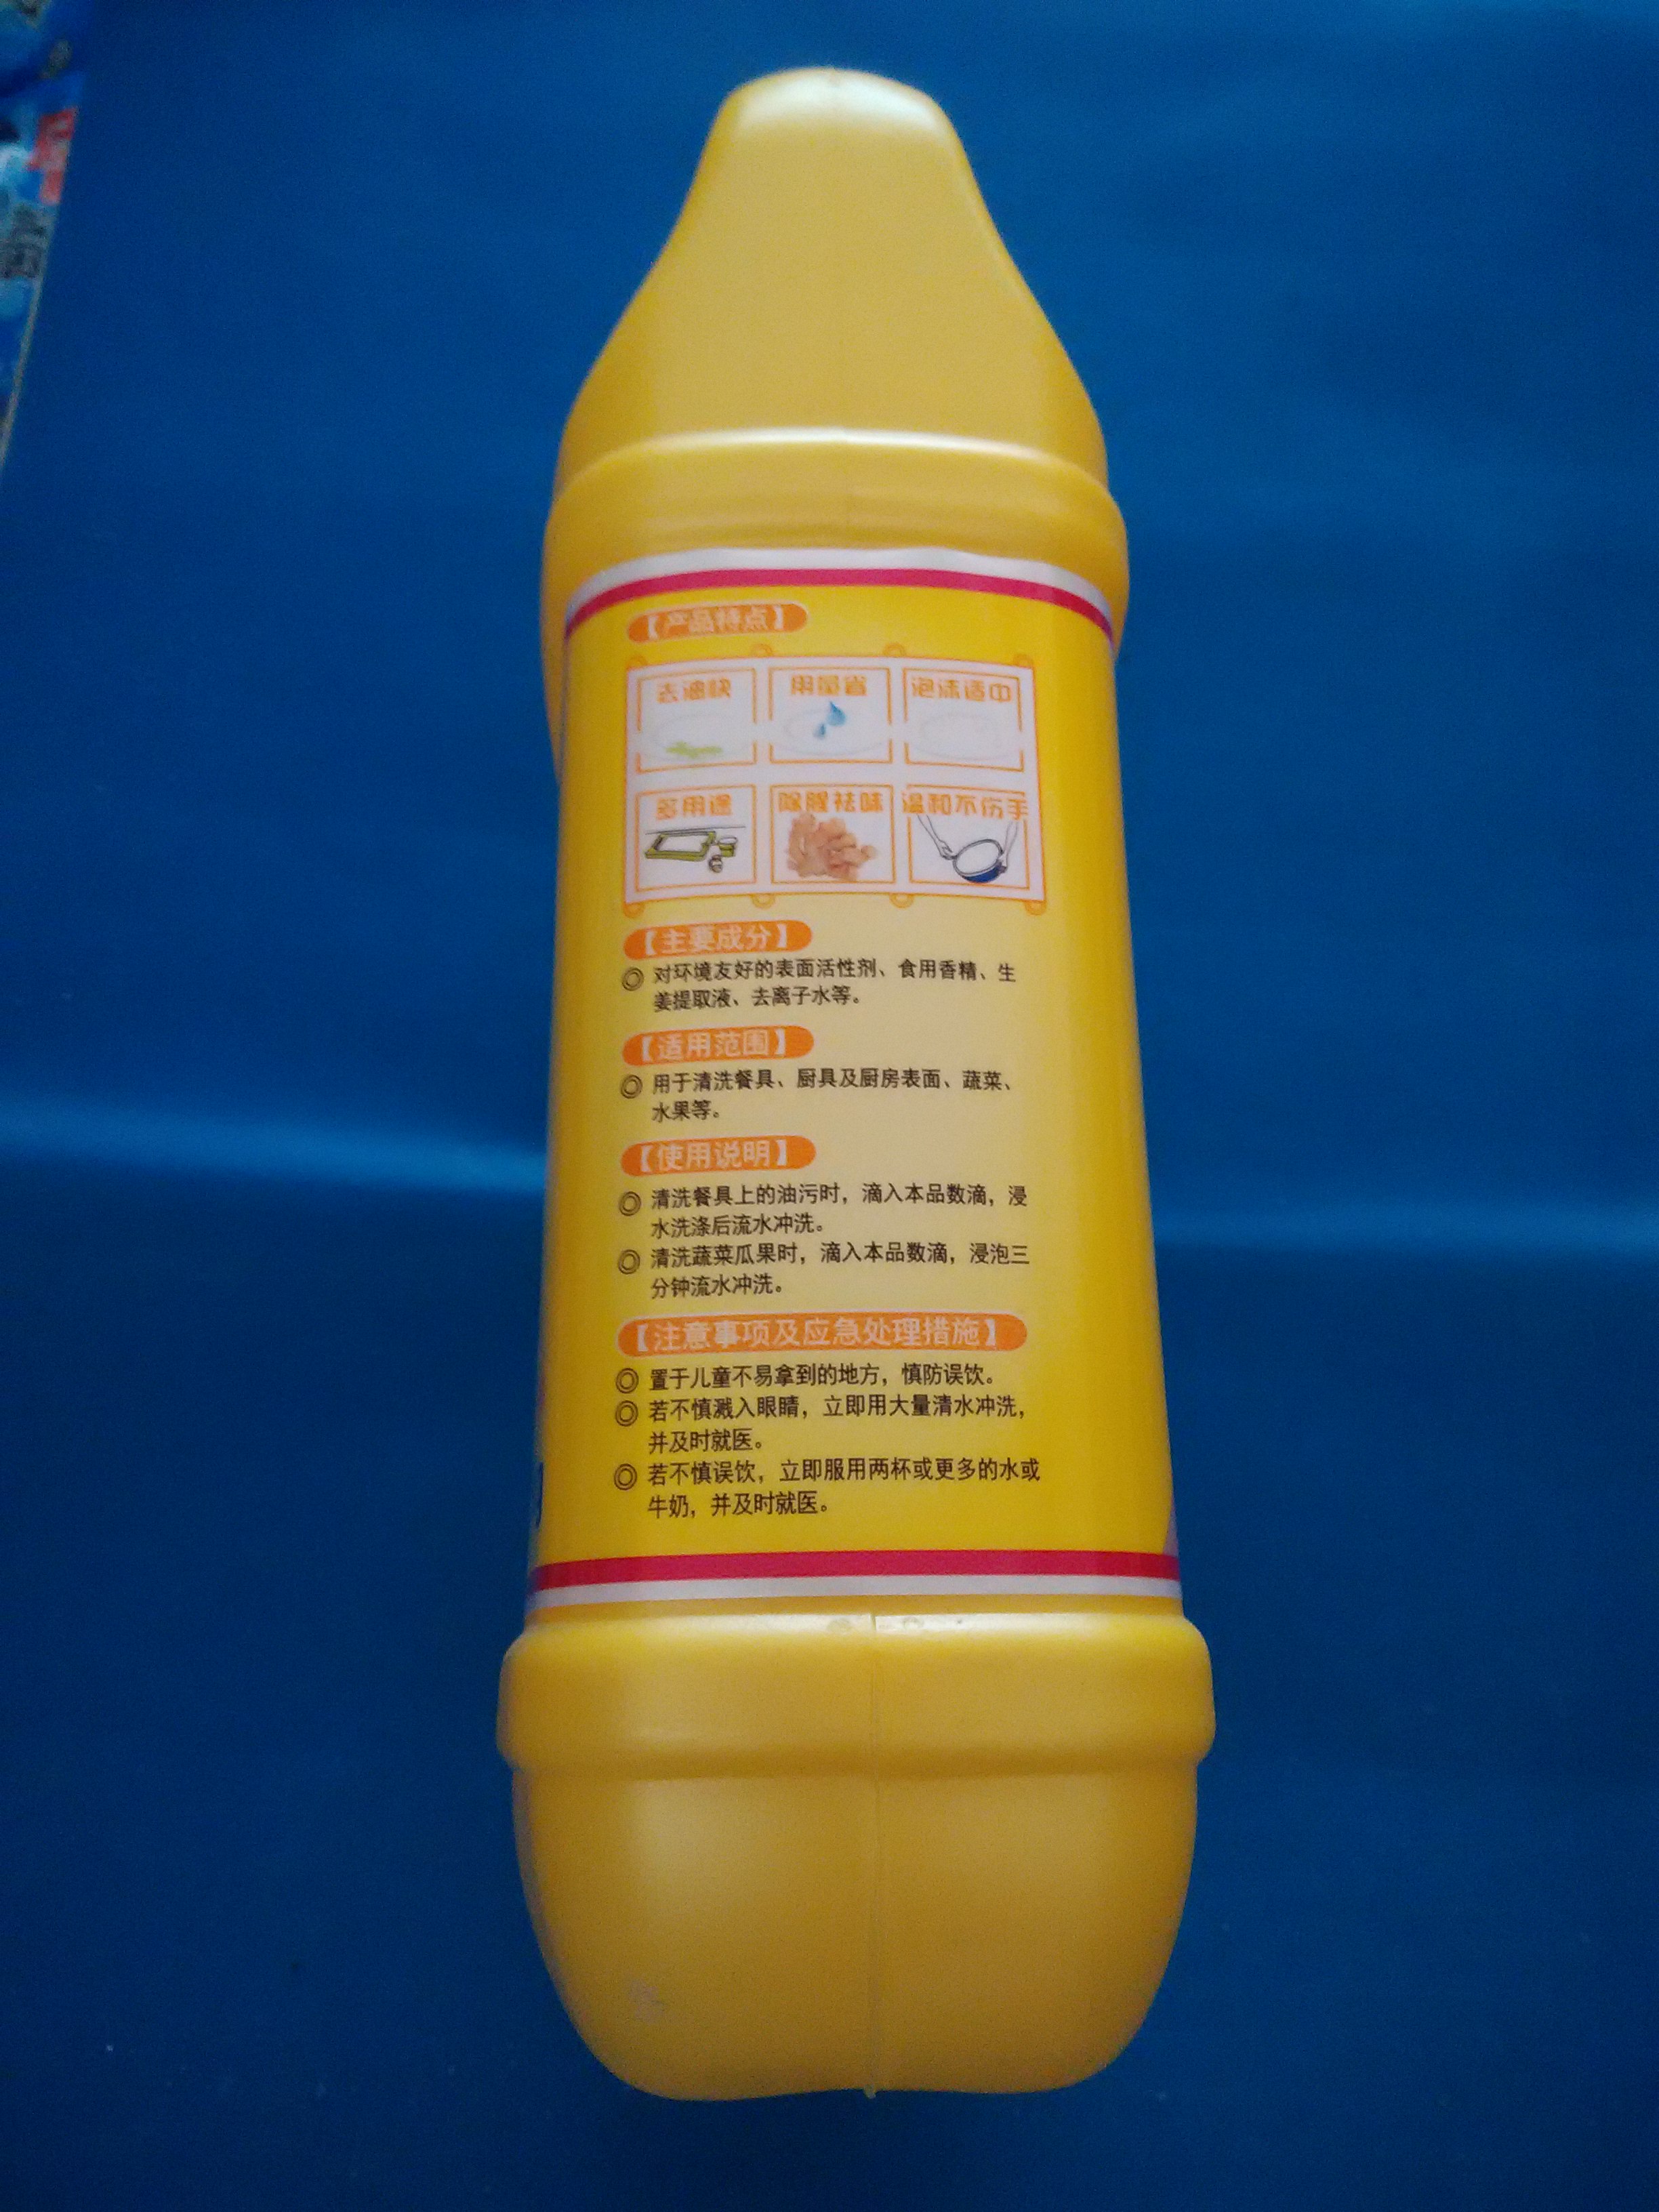 【产品特点】
去油快 用量省 泡沫适中
多用途 除腥祛味 温和不伤手
【主要成分】
◎ 对环境友好的表面活性剂、食用香精、生
姜提取液、去离子水等。
【适用范围】
◎ 用于清洗餐具、厨具及厨房表面、蔬菜、
水果等。
【使用说明】
◎ 清洗餐具上的油污时，滴入本品数滴，浸
水洗涤后流水冲洗。
◎ 清洗蔬菜瓜果时，滴入本品数滴，浸泡三
分钟流水冲洗。
【注意事项及应急处理措施】
◎ 置于儿童不易拿到的地方，慎防误饮。
◎ 若不慎溅入眼睛，立即用大量清水冲洗，
并及时就医。
◎ 若不慎误饮，立即服用两杯或更多的水或
牛奶，并及时就医。